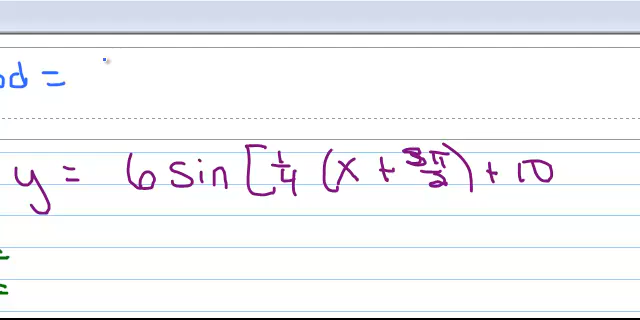 od =
y = 6 sin [ 1/4 (x + 3π/2) + 10
=